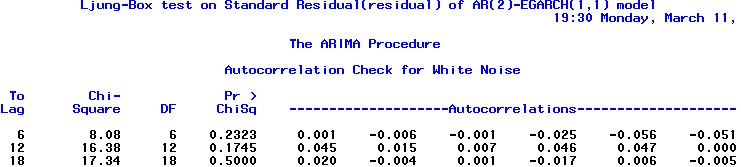 Ljung-Box test on Standard Residual(residual) of AR(2)-EGARCH(1,1) model
19:30 Monday, March 11,
The ARIMA Procedure
Autocorrelation Check for White Noise
To Chi- Pr >
Lag Square DF ChiSq --------------------Autocorrelations--------------------
6 8.08 6 0.2323 0.001 -0.006 -0.001 -0.025 -0.056 -0.051
12 16.38 12 0.1745 0.045 0.015 0.007 0.046 0.047 0.000
18 17.34 18 0.5000 0.020 -0.004 0.001 -0.017 0.006 -0.005